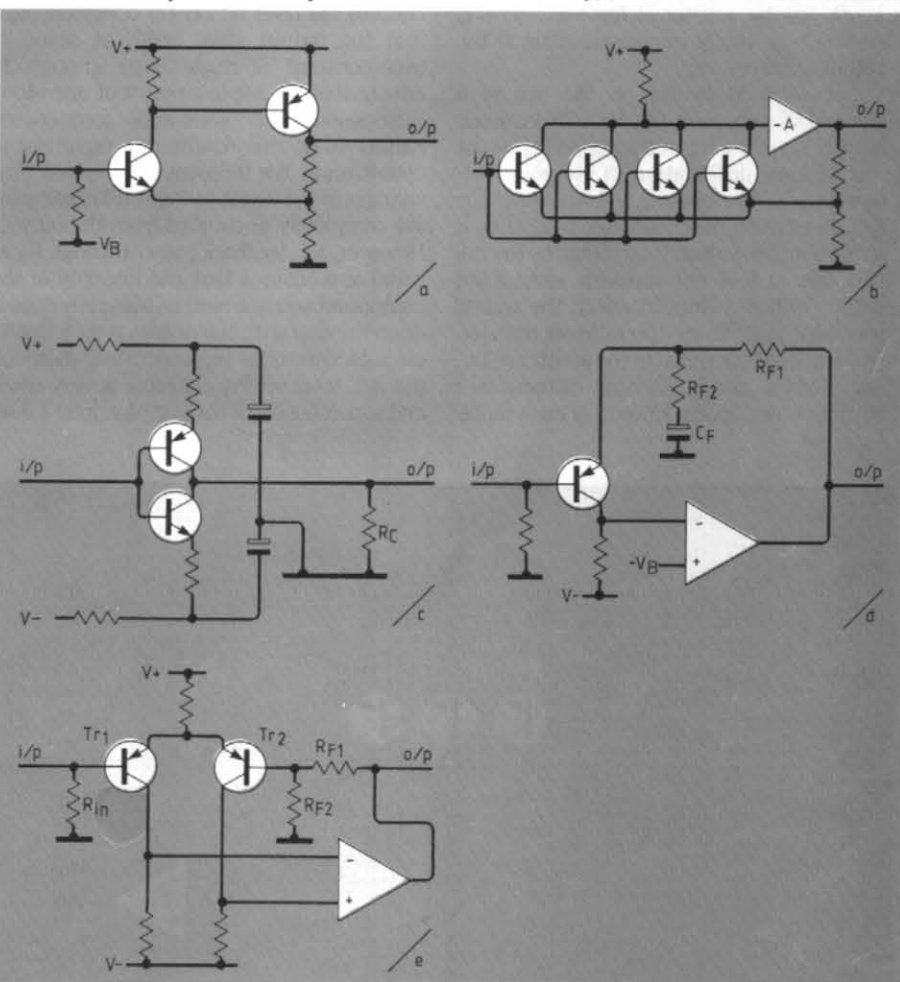 V+
o/p
i/p
VB
a
V+
-A
o/p
i/p
b
V+
i/p
o/p
RC
V-
c
RF1
RF2
CF
i/p
o/p
-
+
-VB
V-
d
V+
Tr1
Tr2
RF1
i/p
o/p
Rin
RF2
-
+
V-
e